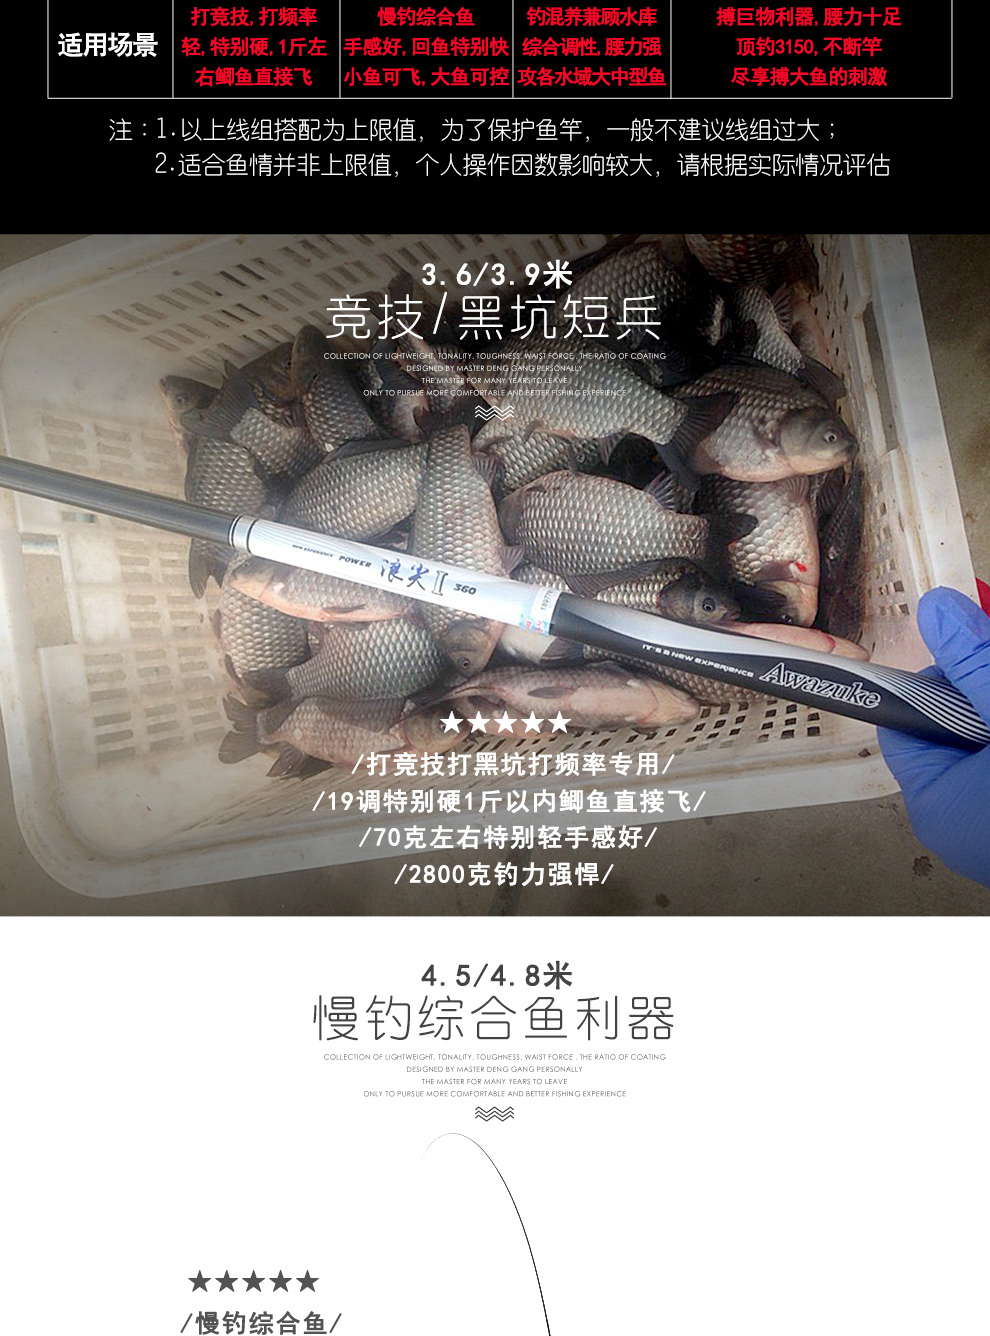 适用场景
打竞技, 打频率
轻, 特别硬, 1斤左
右鲫鱼直接飞
慢钓综合鱼
手感好, 回鱼特别快
小鱼可飞, 大鱼可控
钓混养兼顾水库
综合调性, 腰力强
攻各水域大中型鱼
搏巨物利器, 腰力十足
顶钓3150, 不断竿
尽享搏大鱼的刺激
注：1.以上线组搭配为上限值，为了保护鱼竿，一般不建议线组过大；
2.适合鱼情并非上限值，个人操作因数影响较大，请根据实际情况评估
3.6/3.9米
竞技/黑坑短兵
COLLECTION OF LIGHTWEIGHT, TONALITY, TOUGHNESS, WAIST FORCE , THE RATIO OF COATING
DESIGNED BY MASTER DENG GANG PERSONALLY
THE MASTER FOR MANY YEARS TO LEAVE
ONLY TO PURSUE MORE COMFORTABLE AND BETTER FISHING EXPERIENCE
NEW EXPERIENCE POWER 浪尖II 360
IT'S A NEW EXPERIENCE Awazuke
★★★★★
/打竞技打黑坑打频率专用/
/19调特别硬1斤以内鲫鱼直接飞/
/70克左右特别轻手感好/
/2800克钓力强悍/
4.5/4.8米
慢钓综合鱼利器
COLLECTION OF LIGHTWEIGHT, TONALITY, TOUGHNESS, WAIST FORCE , THE RATIO OF COATING
DESIGNED BY MASTER DENG GANG PERSONALLY
THE MASTER FOR MANY YEARS TO LEAVE
ONLY TO PURSUE MORE COMFORTABLE AND BETTER FISHING EXPERIENCE
★★★★★
/慢钓综合鱼/